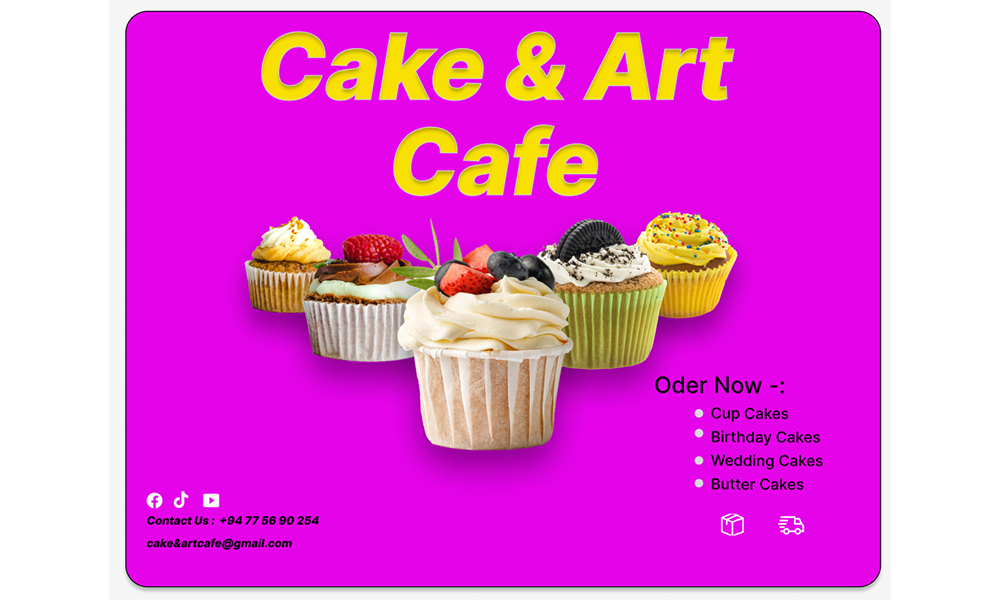 Cake & Art
Cafe
Oder Now -:
Cup Cakes
Birthday Cakes
Wedding Cakes
Butter Cakes
Contact Us : +94 77 56 90 254
cake&artcafe@gmail.com